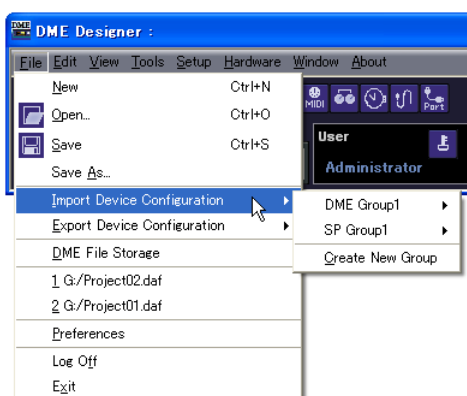 DME Designer :
File Edit View Tools Setup Hardware Window About
New Ctrl+N
Open... Ctrl+O
Save Ctrl+S
Save As...
Import Device Configuration
Export Device Configuration
DME File Storage
1 G:/Project02.daf
2 G:/Project01.daf
Preferences
Log Off
Exit
MIDI
Port
User
Administrator
DME Group1
SP Group1
Create New Group